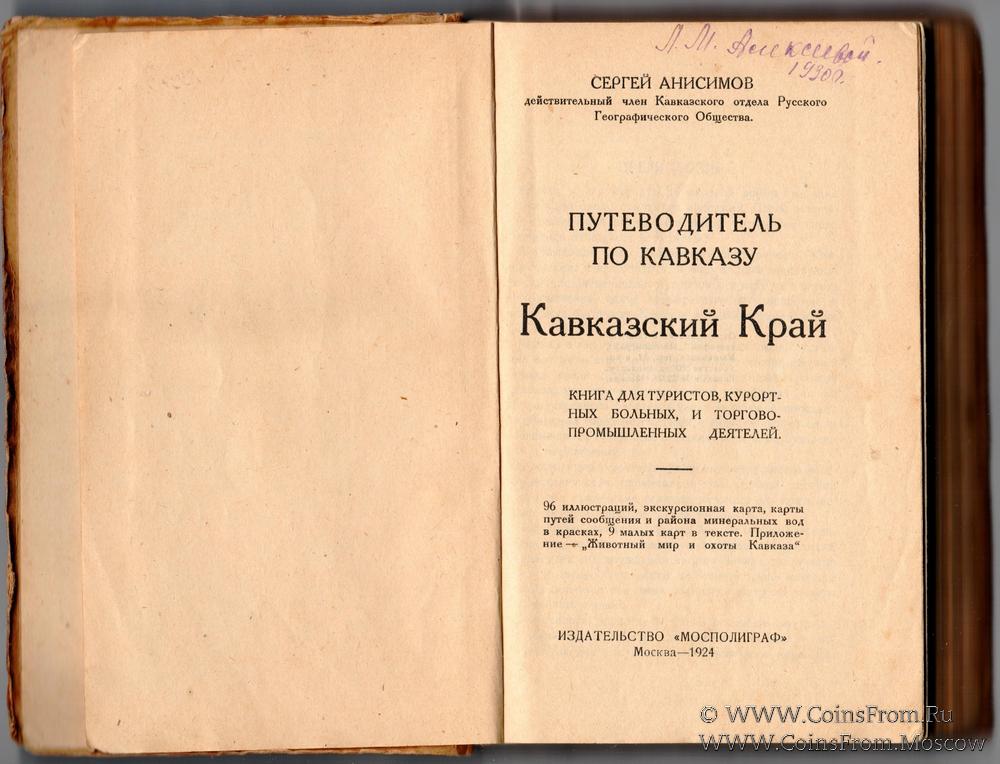 Л. М. Алексевой.
1930 г.
СЕРГЕЙ АНИСИМОВ
действительный член Кавказского отдела Русского
Географического Общества.
ПУТЕВОДИТЕЛЬ
ПО КАВКАЗУ
Кавказский Край
КНИГА ДЛЯ ТУРИСТОВ, КУРОРТ-
НЫХ БОЛЬНЫХ, И ТОРГОВО-
ПРОМЫШЛЕННЫХ ДЕЯТЕЛЕЙ.
96 иллюстраций, экскурсионная карта, карты
путей сообщения и района минеральных вод
в красках, 9 малых карт в тексте. Приложе-
ние — „Животный мир и охоты Кавказа“
ИЗДАТЕЛЬСТВО «МОСПОЛИГРАФ»
Москва—1924
© WWW.CoinsFrom.Ru
WWW.CoinsFrom.Moscow